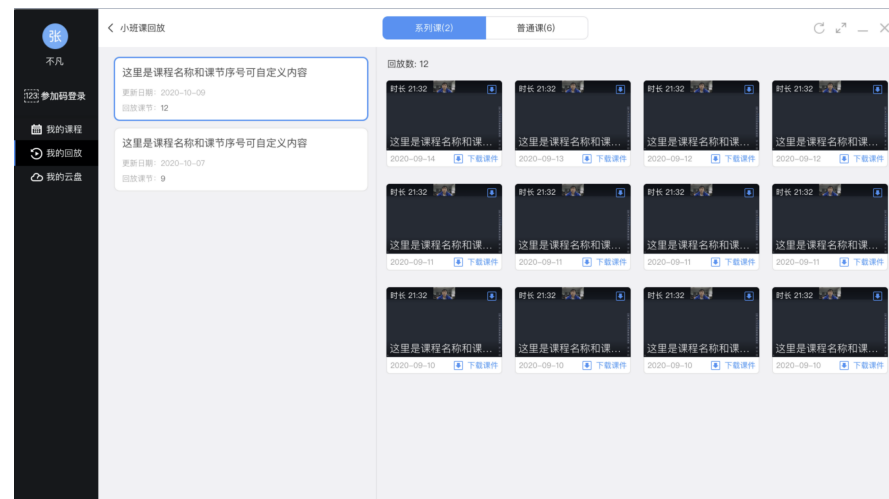 张
不凡
123 参加码登录
我的课程
我的回放
我的云盘
小班课回放
系列课(2)
普通课(6)
这里是课程名称和课节序号可自定义内容
更新日期：2020-10-09
回放课节：12
这里是课程名称和课节序号可自定义内容
更新日期：2020-10-07
回放课节：9
回放数: 12
时长 21:32 时长 21:32 时长 21:32 时长 21:32
这里是课程名称和课... 这里是课程名称和课... 这里是课程名称和课... 这里是课程名称和课...
2020-09-14 下载课件 2020-09-13 下载课件 2020-09-12 下载课件 2020-09-12 下载课件
时长 21:32 时长 21:32 时长 21:32 时长 21:32
这里是课程名称和课... 这里是课程名称和课... 这里是课程名称和课... 这里是课程名称和课...
2020-09-11 下载课件 2020-09-11 下载课件 2020-09-11 下载课件 2020-09-11 下载课件
时长 21:32 时长 21:32 时长 21:32 时长 21:32
这里是课程名称和课... 这里是课程名称和课... 这里是课程名称和课... 这里是课程名称和课...
2020-09-10 下载课件 2020-09-10 下载课件 2020-09-10 下载课件 2020-09-10 下载课件